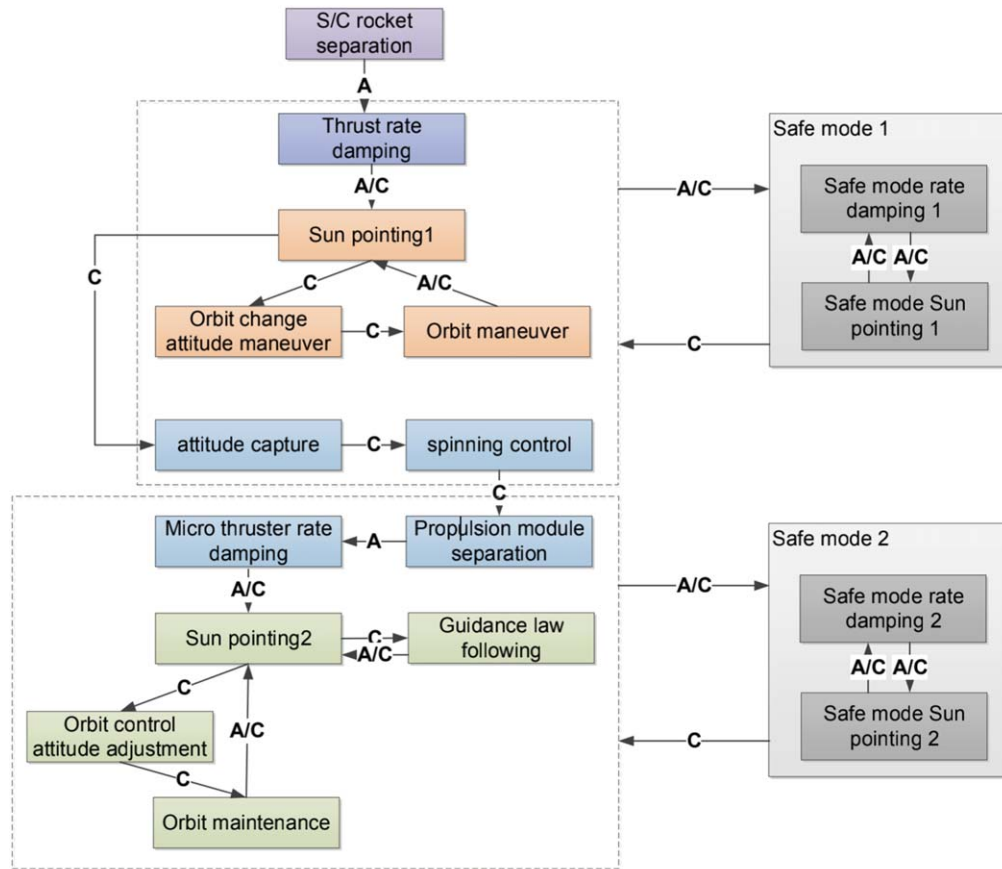 S/C rocket
separation
A
Thrust rate
damping
A/C
Sun pointing1
C
C
A/C
Orbit change
attitude maneuver
C
Orbit maneuver
attitude capture
C
spinning control
C
A/C
C
Safe mode 1
Safe mode rate
damping 1
A/C
A/C
Safe mode Sun
pointing 1
Micro thruster rate
damping
A
Propulsion module
separation
A/C
Sun pointing2
C
A/C
Guidance law
following
C
A/C
Orbit control
attitude adjustment
C
Orbit maintenance
A/C
C
Safe mode 2
Safe mode rate
damping 2
A/C
A/C
Safe mode Sun
pointing 2